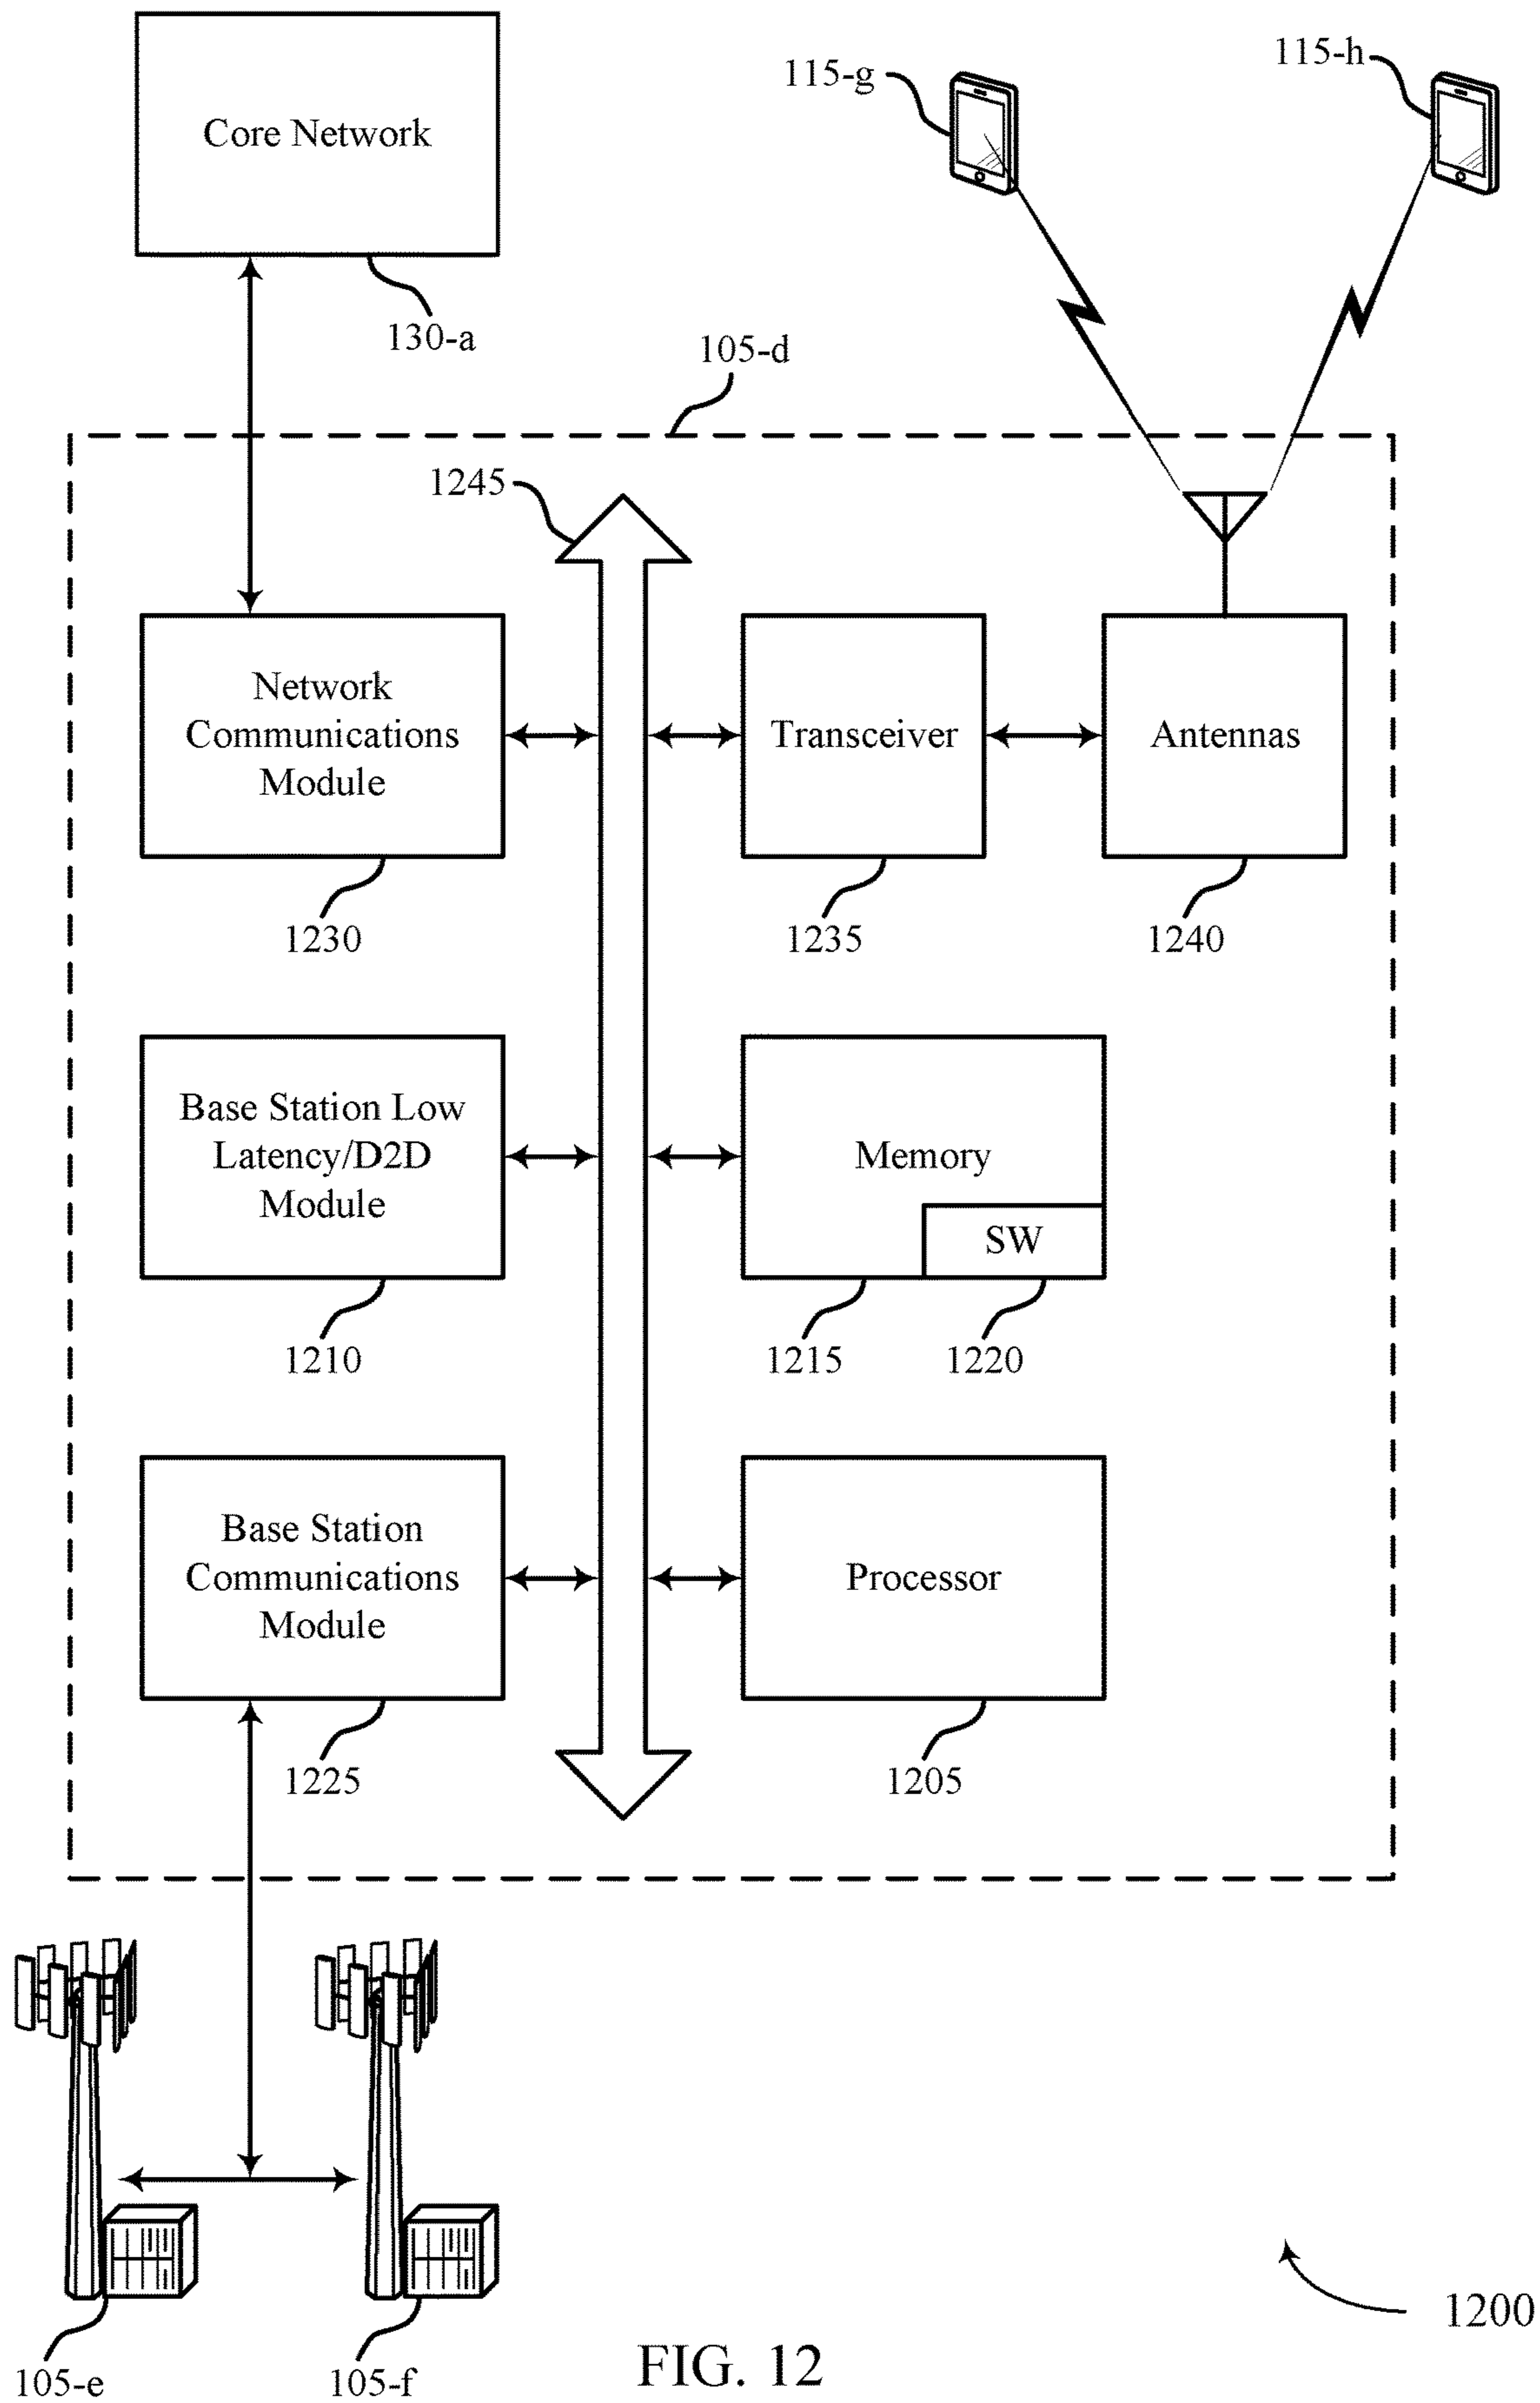 Core Network
130-a
115-g
115-h
105-d
1245
Network
Communications
Module
1230
Transceiver
1235
Antennas
1240
Base Station Low
Latency/D2D
Module
1210
Memory
SW
1215
1220
Base Station
Communications
Module
1225
Processor
1205
105-e
105-f
1200
FIG. 12